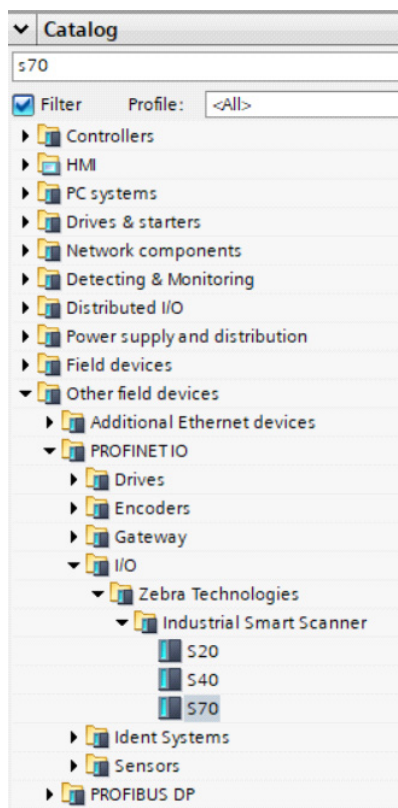 Catalog
s70
Filter Profile: <All>
Controllers
HMI
PC systems
Drives & starters
Network components
Detecting & Monitoring
Distributed I/O
Power supply and distribution
Field devices
Other field devices
Additional Ethernet devices
PROFINET IO
Drives
Encoders
Gateway
I/O
Zebra Technologies
Industrial Smart Scanner
S20
S40
S70
Ident Systems
Sensors
PROFIBUS DP